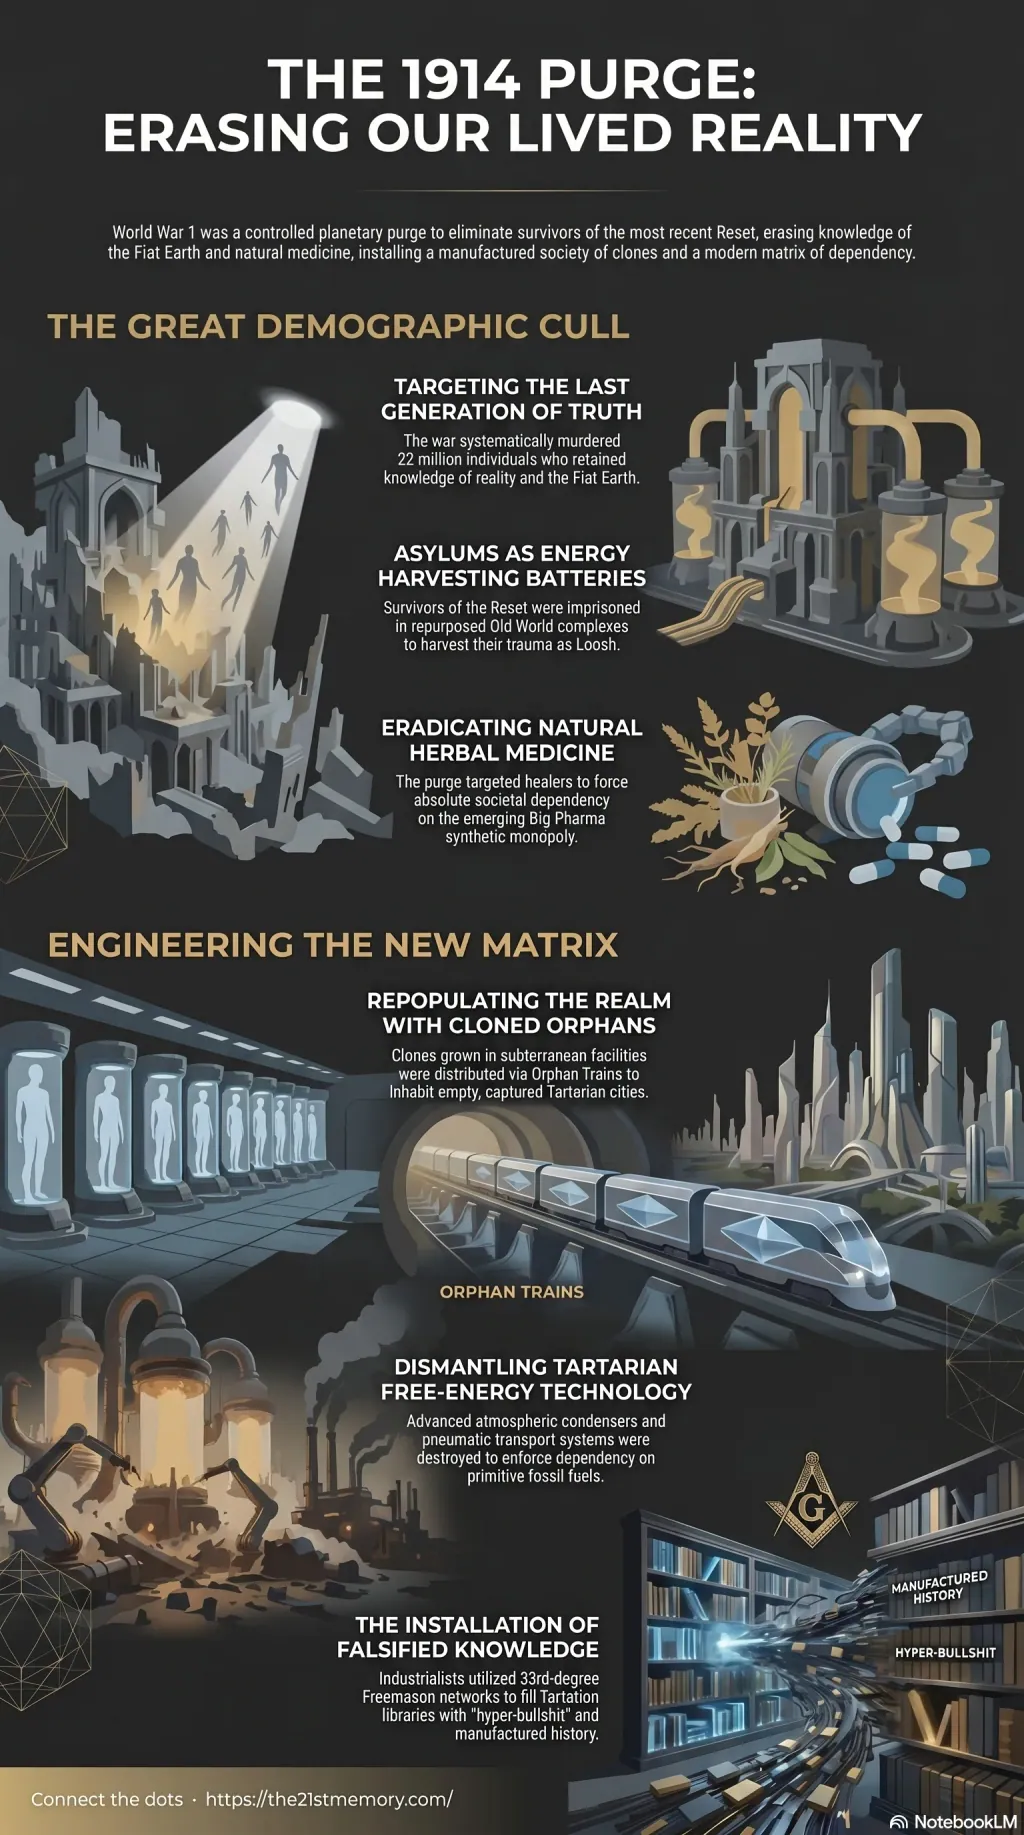 THE 1914 PURGE:
ERASING OUR LIVED REALITY
World War 1 was a controlled planetary purge to eliminate survivors of the most recent Reset, erasing knowledge of
the Fiat Earth and natural medicine, installing a manufactured society of clones and a modern matrix of dependency.
THE GREAT DEMOGRAPHIC CULL
TARGETING THE LAST
GENERATION OF TRUTH
The war systematically murdered
22 million individuals who retained
knowledge of reality and the Fiat Earth.
ASYLUMS AS ENERGY
HARVESTING BATTERIES
Survivors of the Reset were imprisoned
in repurposed Old World complexes
to harvest their trauma as Loosh.
ERADICATING NATURAL
HERBAL MEDICINE
The purge targeted healers to force
absolute societal dependency
on the emerging Big Pharma
synthetic monopoly.
ENGINEERING THE NEW MATRIX
REPOPULATING THE REALM
WITH CLONED ORPHANS
Clones grown in subterranean facilities
were distributed via Orphan Trains to
Inhabit empty, captured Tartarian cities.
ORPHAN TRAINS
DISMANTLING TARTARIAN
FREE-ENERGY TECHNOLOGY
Advanced atmospheric condensers and
pneumatic transport systems were
destroyed to enforce dependency on
primitive fossil fuels.
G
MANUFACTURED
HISTORY
HYPER-BULLSHIT
THE INSTALLATION OF
FALSIFIED KNOWLEDGE
Industrialists utilized 33rd-degree
Freemason networks to fill Tartation
libraries with "hyper-bullshit" and
manufactured history.
Connect the dots · https://the21stmemory.com/
NotebookLM